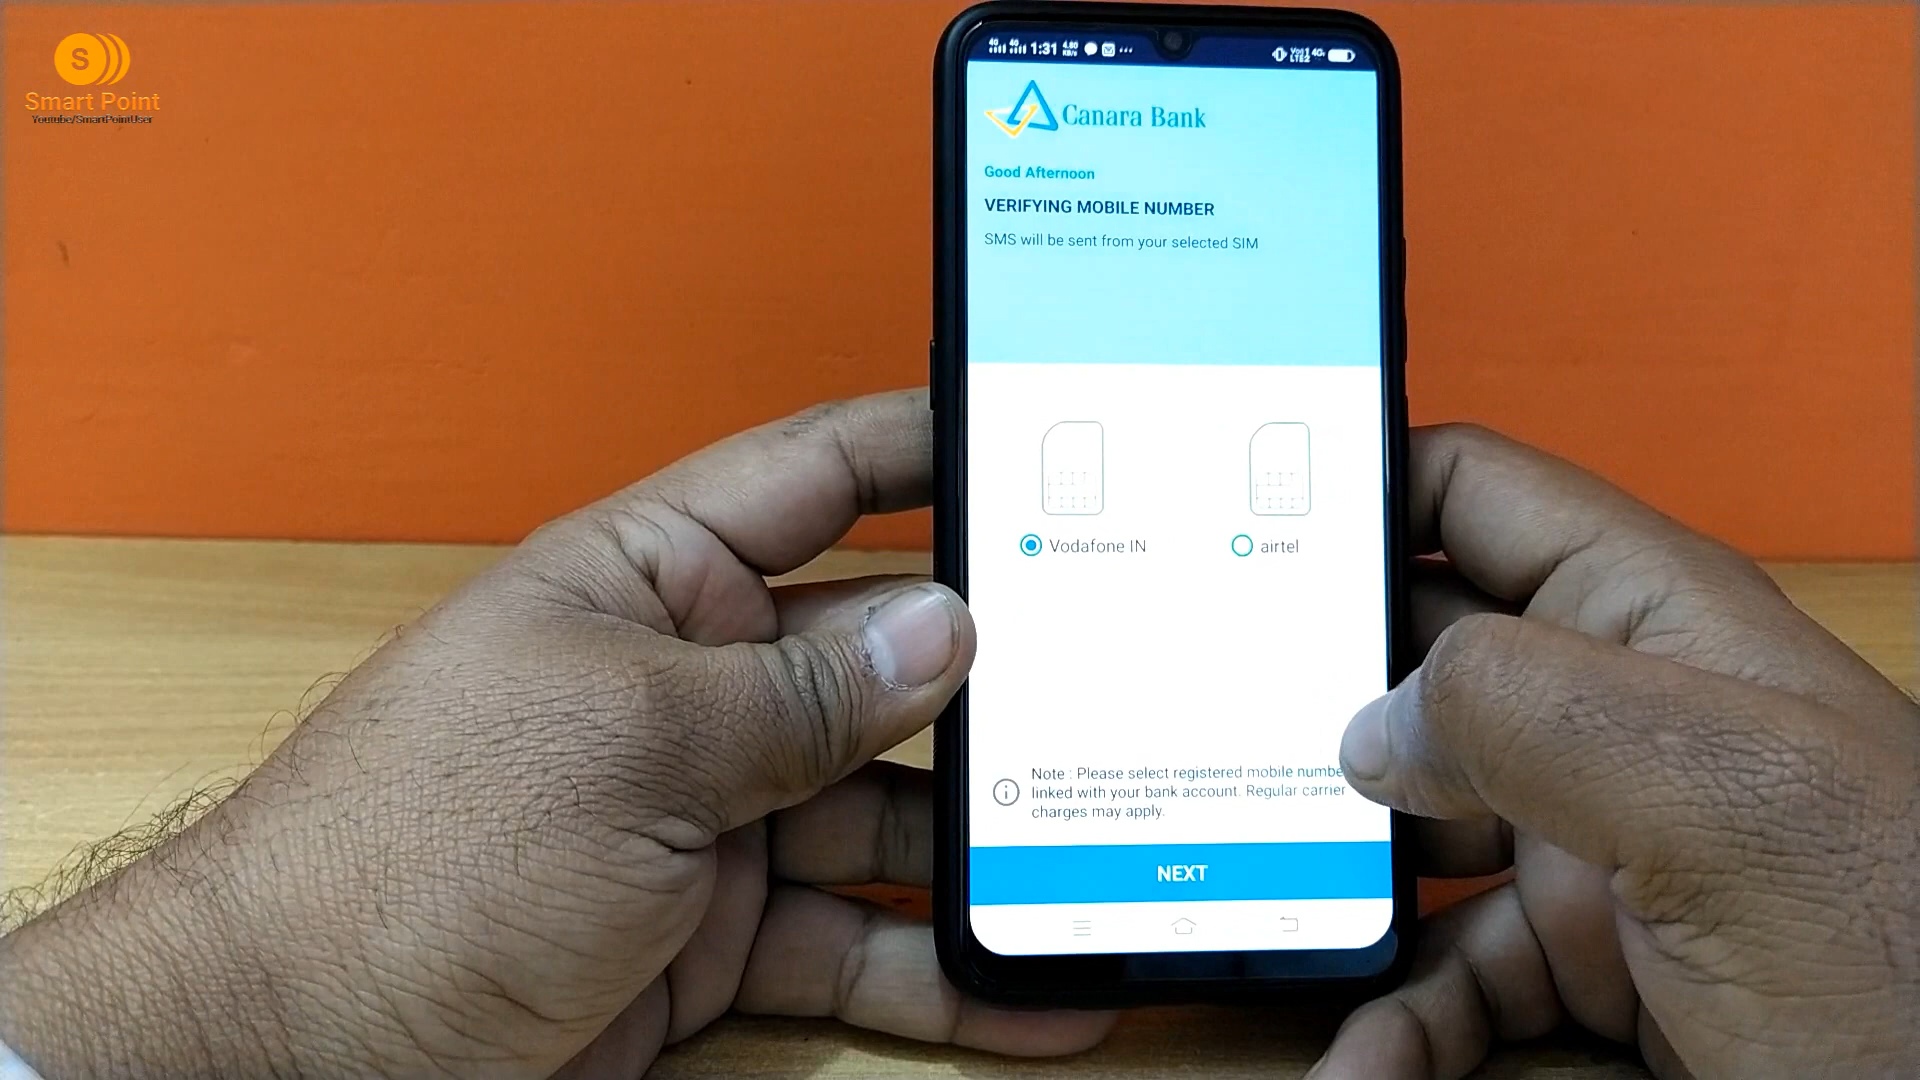 S
Smart Point
Youtube/SmartPointUser
1:31
Canara Bank
Good Afternoon
VERIFYING MOBILE NUMBER
SMS will be sent from your selected SIM
Vodafone IN
airtel
Note : Please select registered mobile numbe
linked with your bank account. Regular carrier
charges may apply.
NEXT